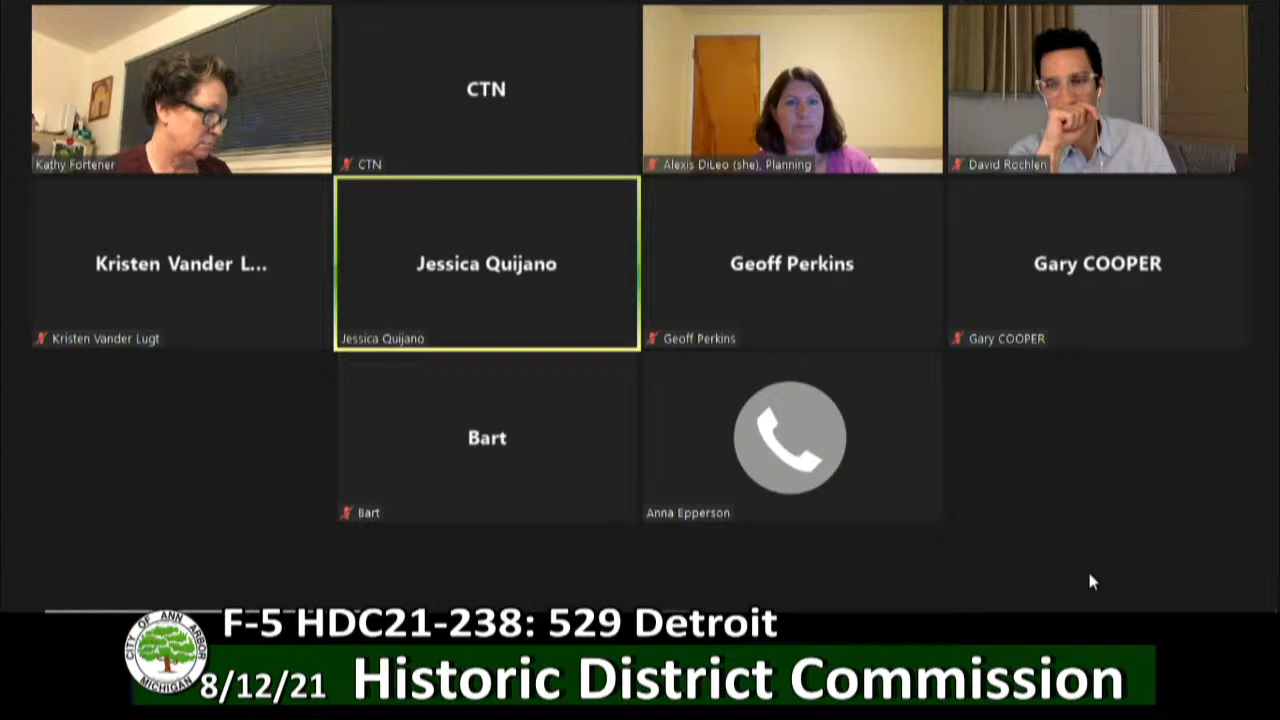 CTN
Kathy Fortener
CTN
Alexis DiLeo (she), Planning
David Rochlen
Kristen Vander L...
Jessica Quijano
Geoff Perkins
Gary COOPER
Kristen Vander Lugt
Jessica Quijano
Geoff Perkins
Gary COOPER
Bart
Bart
Anna Epperson
F-5 HDC21-238: 529 Detroit
CITY OF ANN ARBOR
MICHIGAN
8/12/21 Historic District Commission